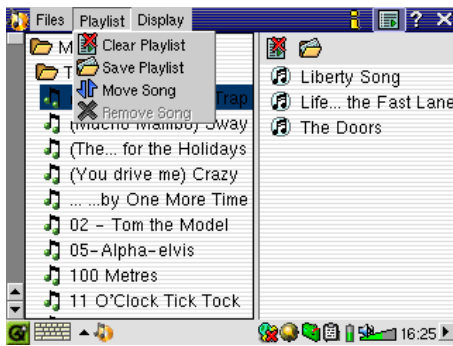 Files Playlist Display ?
M
Clear Playlist
T
Save Playlist
Move Song
Trap
Remove Song
(Mucho Mambo) Sway
(The... for the Holidays
(You drive me) Crazy
... ...by One More Time
02 - Tom the Model
05-Alpha-elvis
100 Metres
11 O'Clock Tick Tock
Liberty Song
Life... the Fast Lane
The Doors
16:25